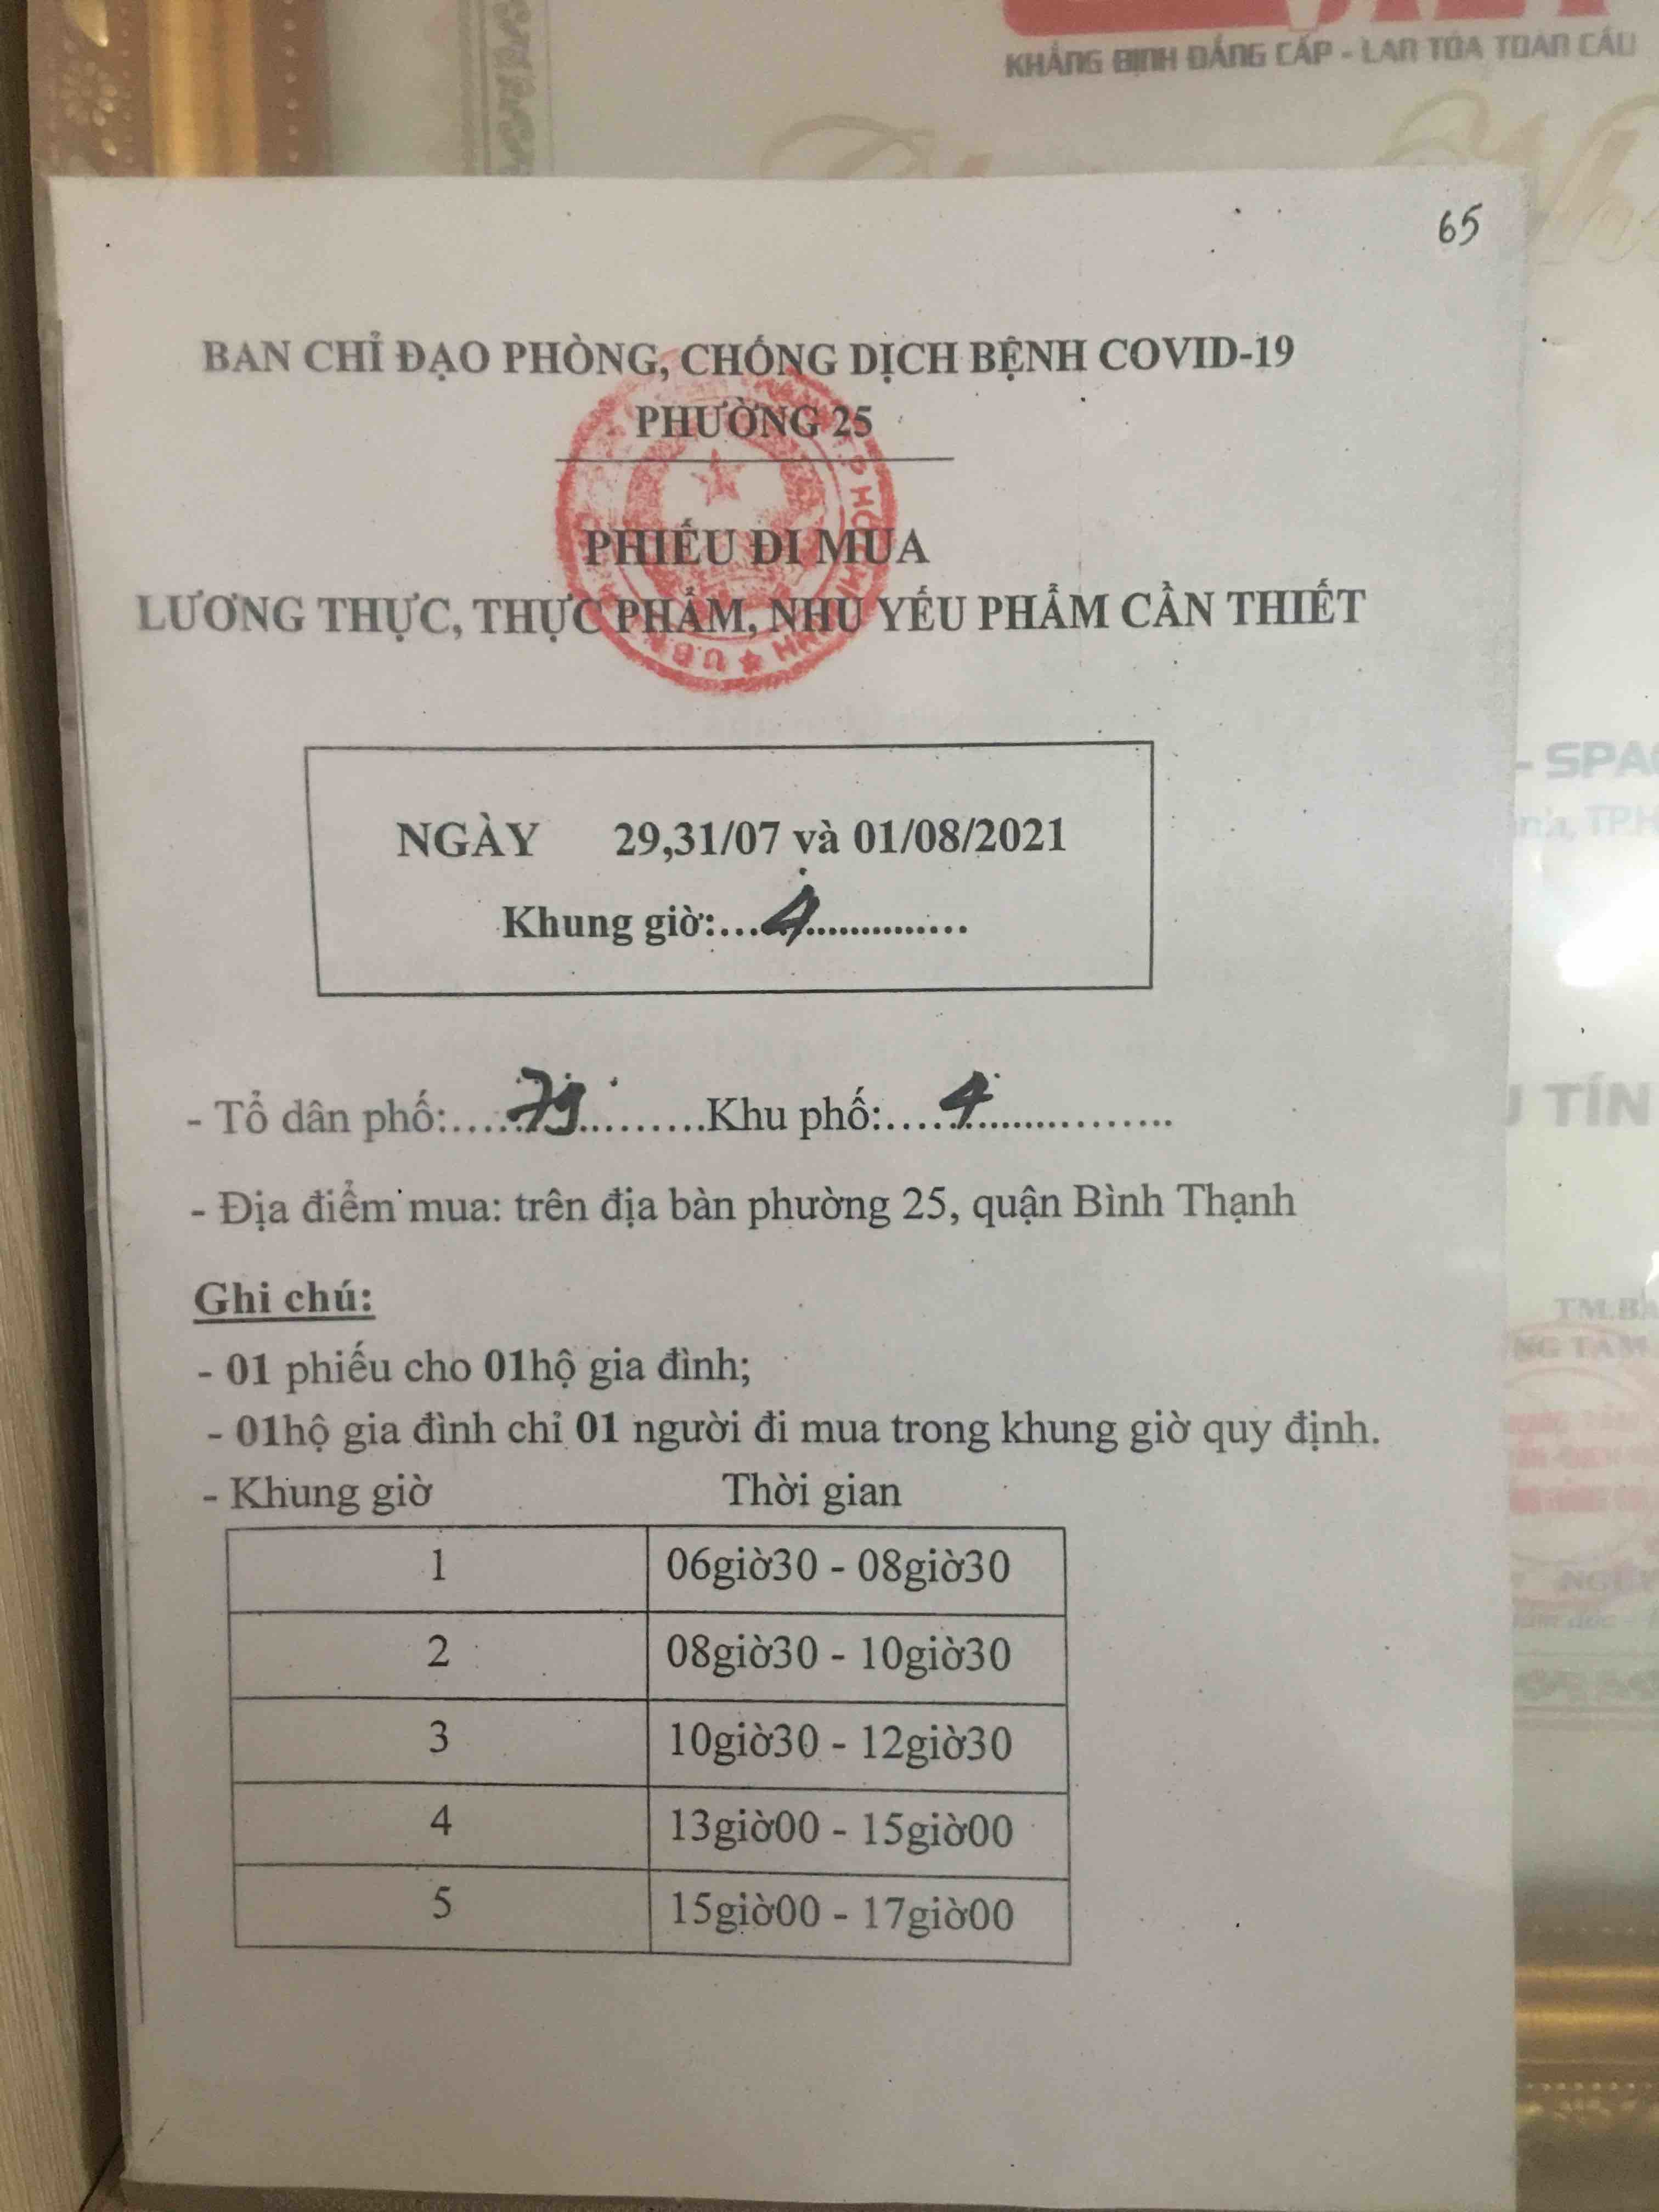 KHẲNG ĐỊNH ĐẲNG CẤP - LAN TỎA TOÀN CẦU
65
BAN CHỈ ĐẠO PHÒNG, CHỐNG DỊCH BỆNH COVID-19
PHƯỜNG 25
PHIẾU ĐI MUA
LƯƠNG THỰC, THỰC PHẨM, NHU YẾU PHẨM CẦN THIẾT
NGÀY 29,31/07 và 01/08/2021
Khung giờ:...4...............
- Tổ dân phố:......79..........Khu phố:.....4...............
- Địa điểm mua: trên địa bàn phường 25, quận Bình Thạnh
Ghi chú:
- 01 phiếu cho 01hộ gia đình;
- 01hộ gia đình chỉ 01 người đi mua trong khung giờ quy định.
- Khung giờ Thời gian
1 06giờ30 - 08giờ30
2 08giờ30 - 10giờ30
3 10giờ30 - 12giờ30
4 13giờ00 - 15giờ00
5 15giờ00 - 17giờ00
TÍN